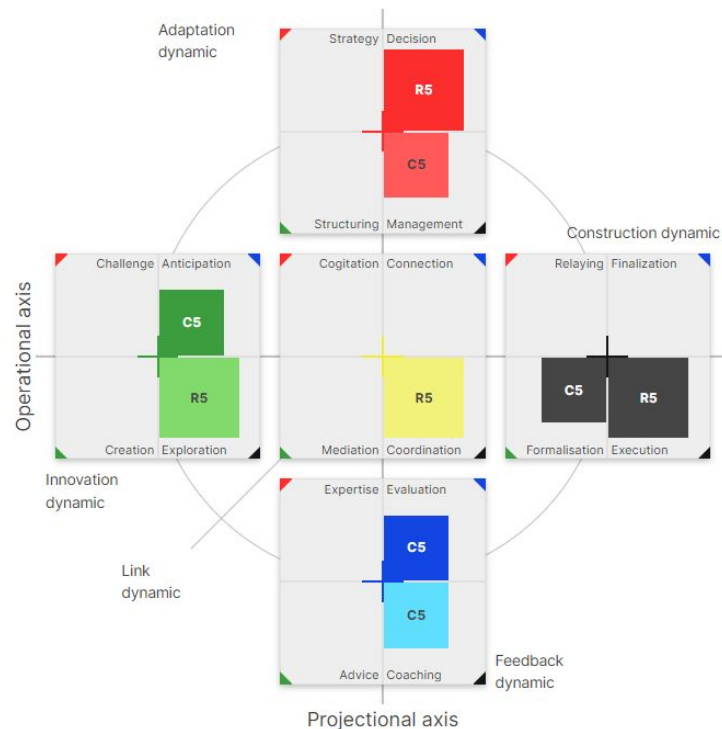 Adaptation
dynamic
Strategy Decision
R5
C5
Structuring Management
Construction dynamic
Challenge Anticipation
C5
R5
Creation Exploration
Cogitation Connection
R5
Mediation Coordination
Relaying Finalization
C5
R5
Formalisation Execution
Operational axis
Innovation
dynamic
Expertise Evaluation
C5
C5
Advice Coaching
Link
dynamic
Feedback
dynamic
Projectional axis